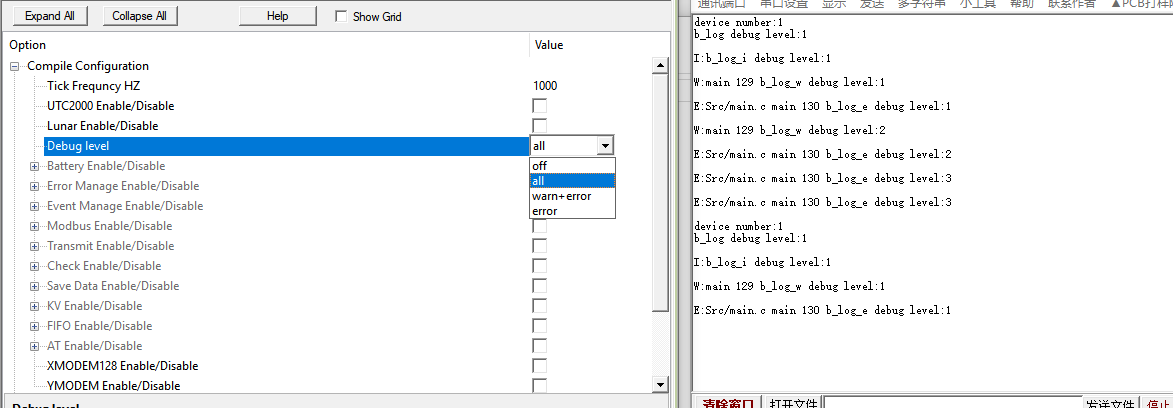 Expand All
Collapse All
Help
Show Grid
Option
Value
Compile Configuration
Tick Frequncy HZ
1000
UTC2000 Enable/Disable
Lunar Enable/Disable
Debug level
all
off
all
warn+error
error
Battery Enable/Disable
Error Manage Enable/Disable
Event Manage Enable/Disable
Modbus Enable/Disable
Transmit Enable/Disable
Check Enable/Disable
Save Data Enable/Disable
KV Enable/Disable
FIFO Enable/Disable
AT Enable/Disable
XMODEM128 Enable/Disable
YMODEM Enable/Disable
Debug level
通讯端口 串口设置 显示 发送 多字符串 小工具 帮助 联系作者 ▲PCB打样
device number:1
b_log debug level:1
I:b_log_i debug level:1
W:main 129 b_log_w debug level:1
E:Src/main.c main 130 b_log_e debug level:1
W:main 129 b_log_w debug level:2
E:Src/main.c main 130 b_log_e debug level:2
E:Src/main.c main 130 b_log_e debug level:3
E:Src/main.c main 130 b_log_e debug level:3
device number:1
b_log debug level:1
I:b_log_i debug level:1
W:main 129 b_log_w debug level:1
E:Src/main.c main 130 b_log_e debug level:1
清除窗口 打开文件 发送文件 停止